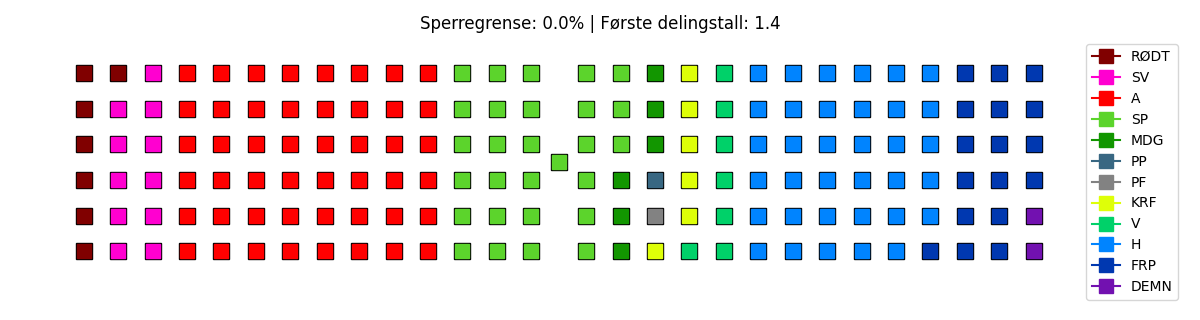 Sperregrense: 0.0% | Første delingstall: 1.4
RØDT
SV
A
SP
MDG
PP
PF
KRF
V
H
FRP
DEMN